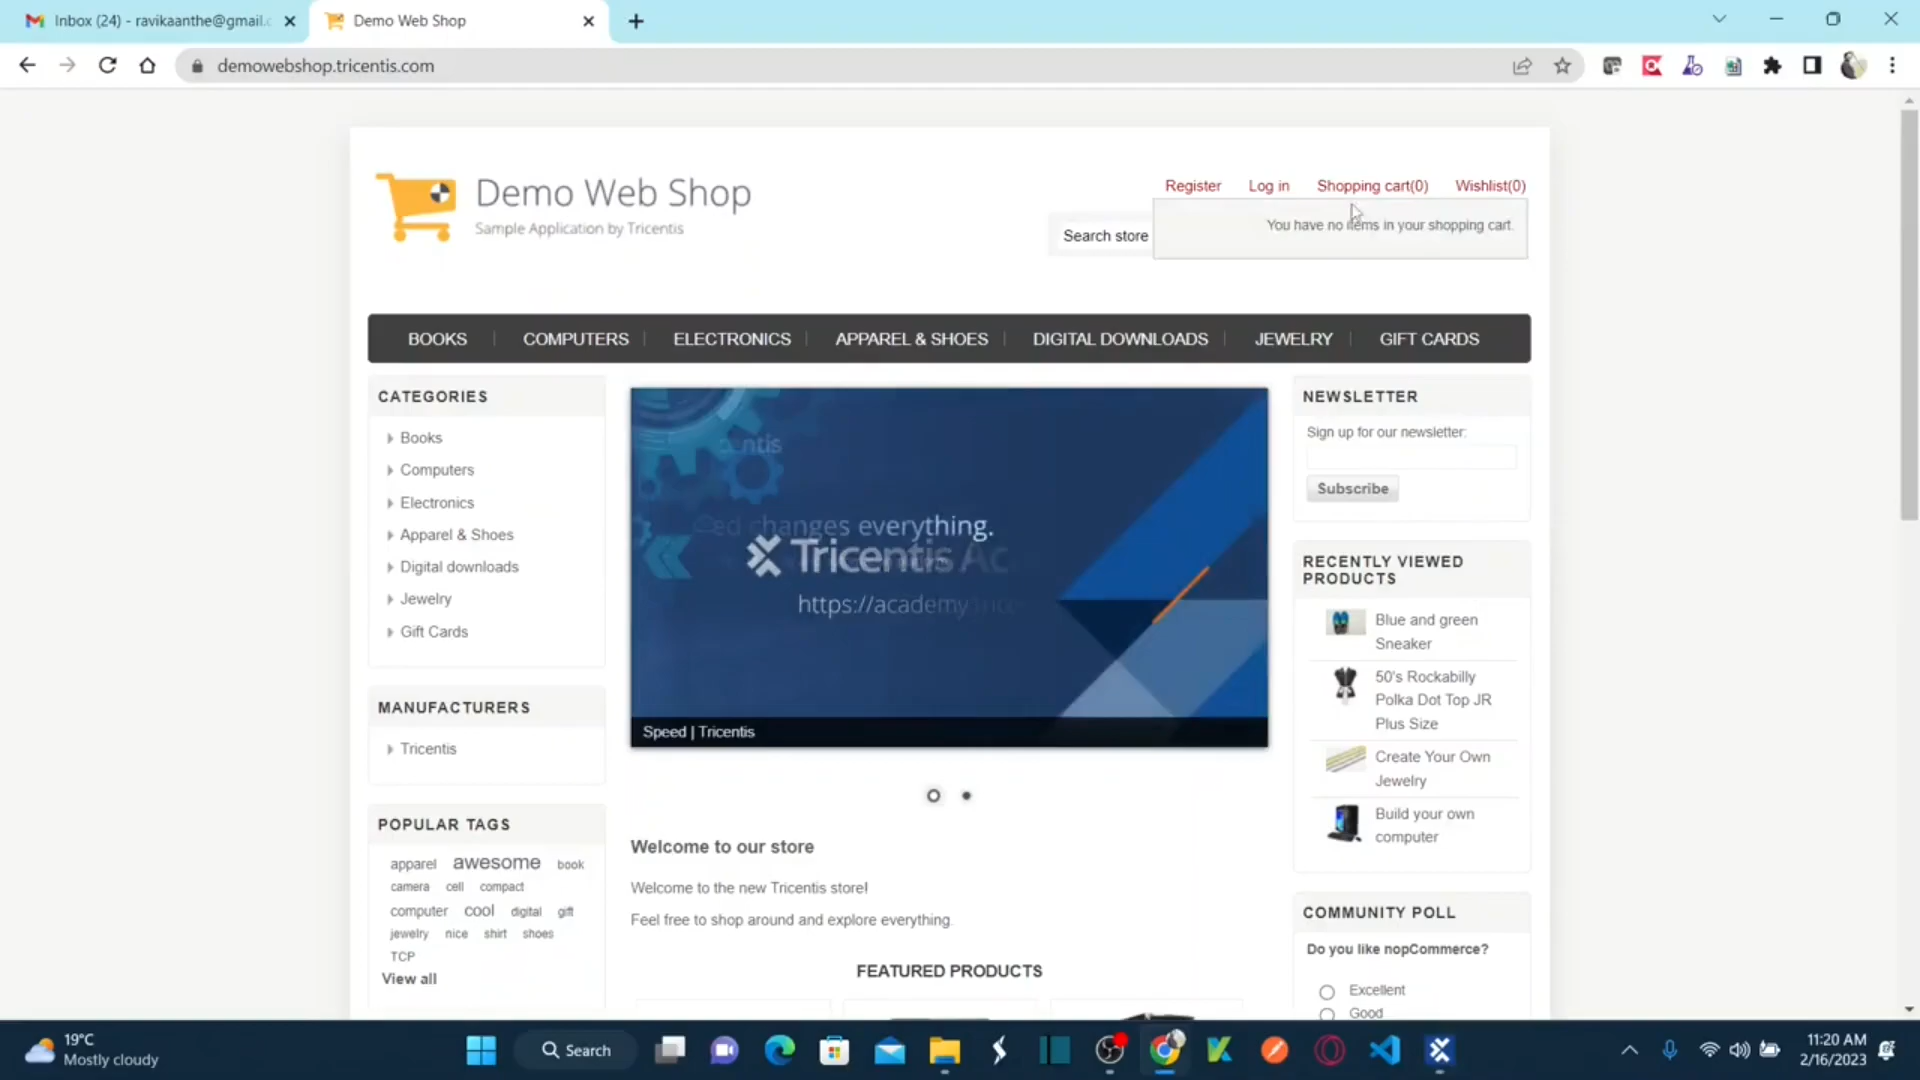 Inbox (24) - ravikaanthe@gmail.c
Demo Web Shop
demowebshop.tricentis.com
Demo Web Shop
Sample Application by Tricentis
Register
Log in
Shopping cart(0)
Wishlist(0)
Search store
You have no items in your shopping cart.
BOOKS
COMPUTERS
ELECTRONICS
APPAREL & SHOES
DIGITAL DOWNLOADS
JEWELRY
GIFT CARDS
CATEGORIES
Books
Computers
Electronics
Apparel & Shoes
Digital downloads
Jewelry
Gift Cards
MANUFACTURERS
Tricentis
POPULAR TAGS
apparel awesome book
camera cell compact
computer cool digital gift
jewelry nice shirt shoes
TCP
View all
changes everything.
Tricentis
https://academy
Speed | Tricentis
Welcome to our store
Welcome to the new Tricentis store!
Feel free to shop around and explore everything.
FEATURED PRODUCTS
NEWSLETTER
Sign up for our newsletter:
Subscribe
RECENTLY VIEWED
PRODUCTS
Blue and green
Sneaker
50's Rockabilly
Polka Dot Top JR
Plus Size
Create Your Own
Jewelry
Build your own
computer
COMMUNITY POLL
Do you like nopCommerce?
Excellent
Good
19°C
Mostly cloudy
Search
11:20 AM
2/16/2023